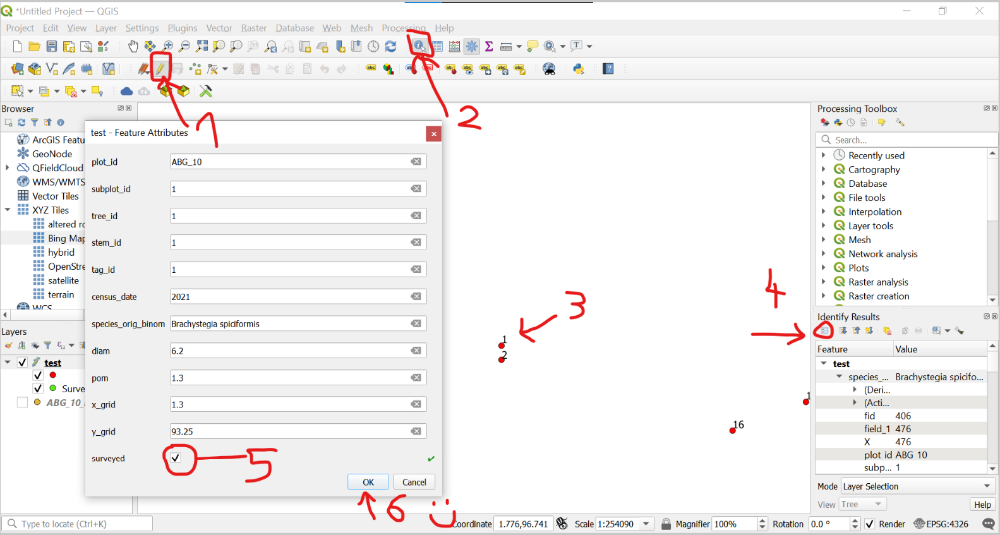 *Untitled Project — QGIS
Project Edit View Layer Settings Plugins Vector Raster Database Web Mesh Processing Help
1
2
Browser
ArcGIS Featu
GeoNode
QFieldCloud
WMS/WMTS
Vector Tiles
XYZ Tiles
altered ro
Bing Map
hybrid
OpenStre
satellite
terrain
WCS
Layers
test
Surve
ABG_10_
Type to locate (Ctrl+K)
test - Feature Attributes
plot_id ABG_10
subplot_id 1
tree_id 1
stem_id 1
tag_id 1
census_date 2021
species_orig_binom Brachystegia spiciformis
diam 6.2
pom 1.3
x_grid 1.3
y_grid 93.25
surveyed
5
OK Cancel
6
3
1
2
4
1
16
Processing Toolbox
Search...
Recently used
Cartography
Database
File tools
Interpolation
Layer tools
Mesh
Network analysis
Plots
Raster analysis
Raster creation
Identify Results
Feature Value
test
species_... Brachystegia spicifo...
(Deri...
(Acti...
fid 406
field_1 476
X 476
plot id ABG 10
subp... 1
Mode Layer Selection
View Tree Help
Coordinate 1.776,96.741 Scale 1:254090 Magnifier 100% Rotation 0.0 ° Render EPSG:4326